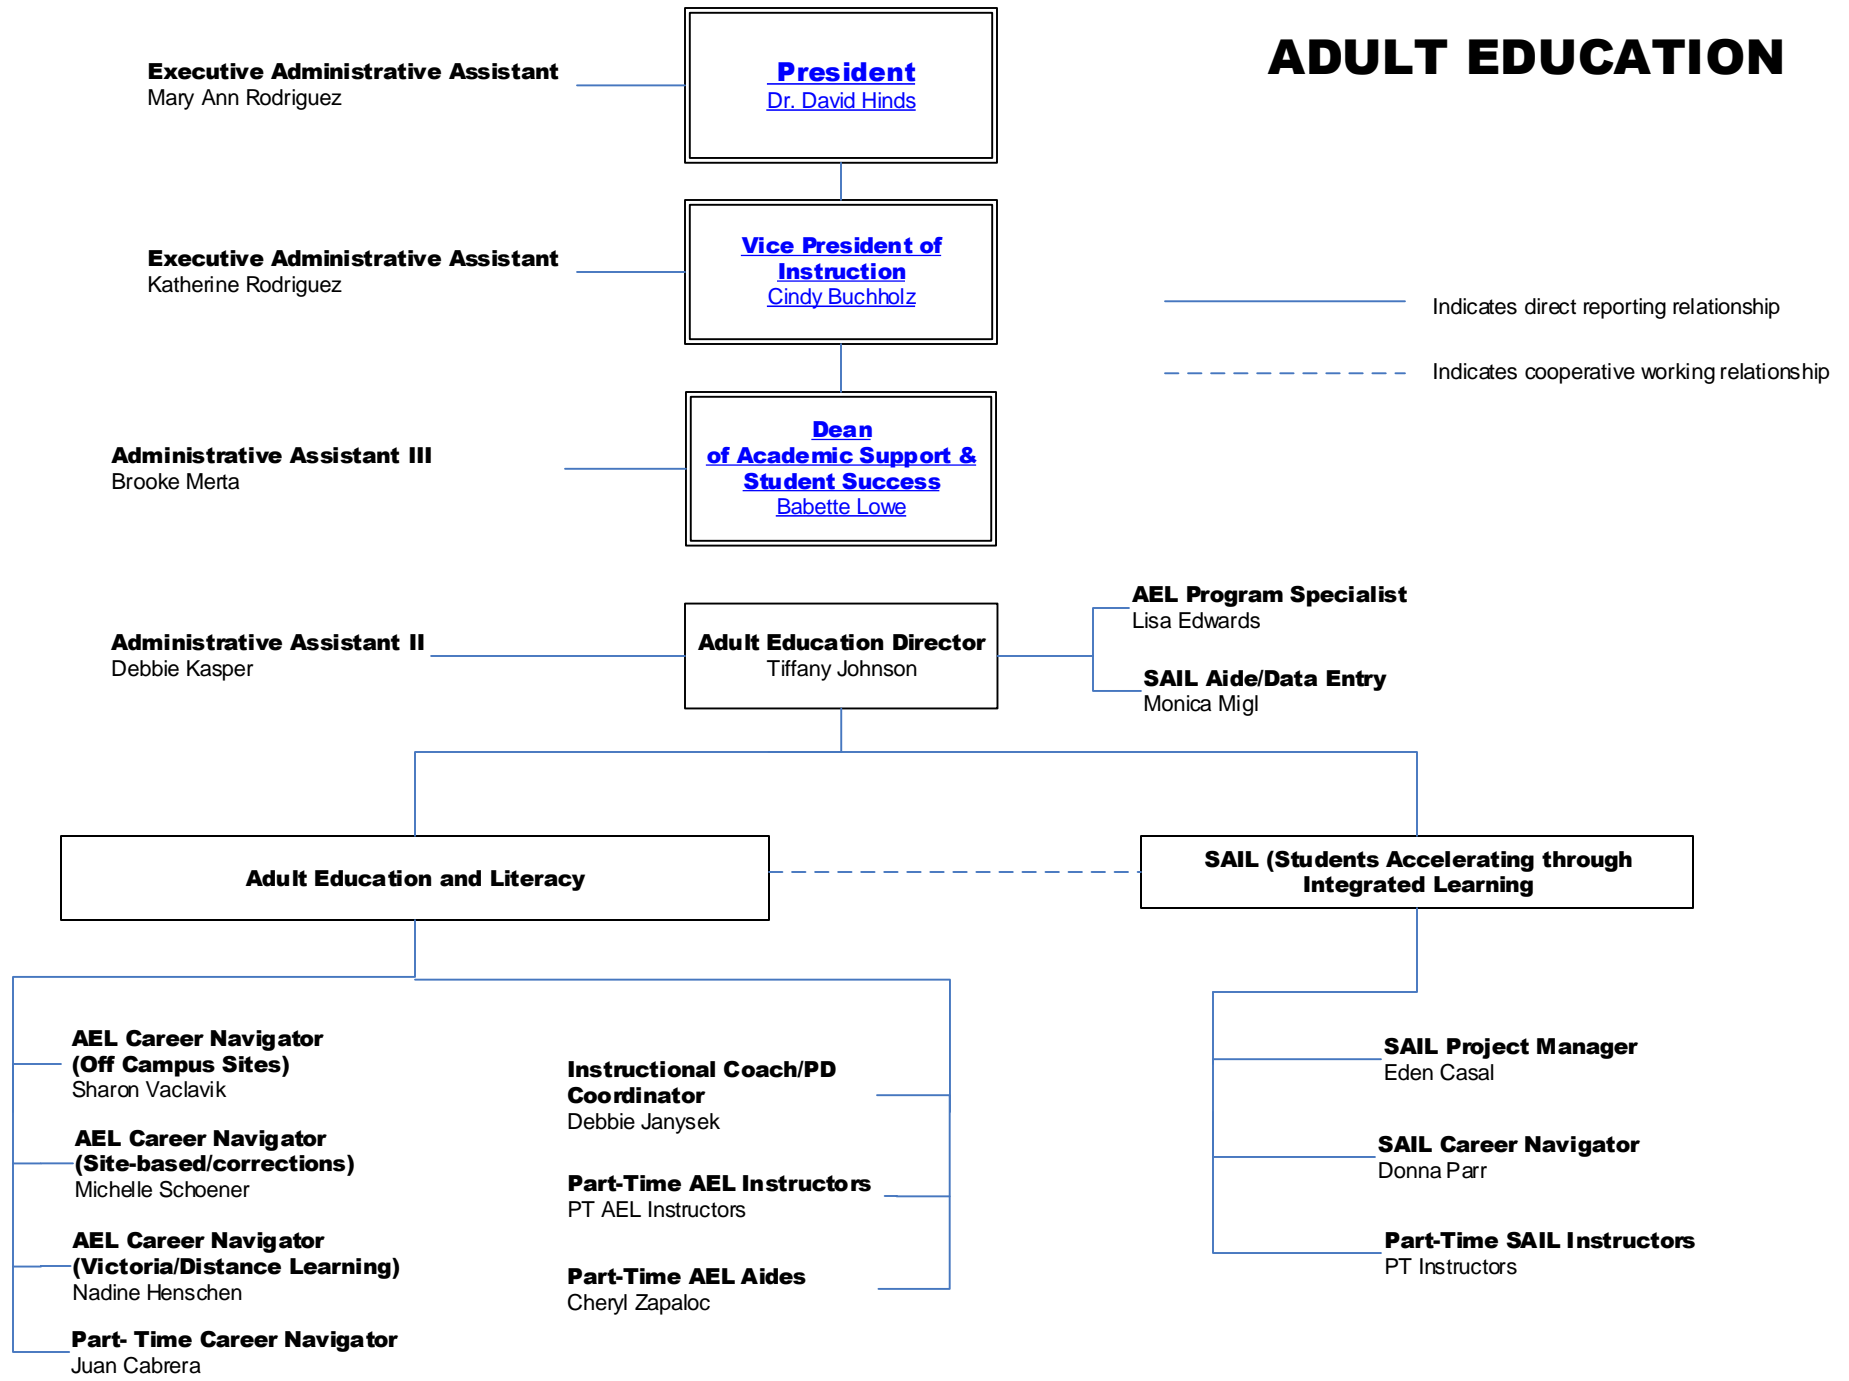 ADULT EDUCATION
Executive Administrative Assistant
Mary Ann Rodriguez
President
Dr. David Hinds
Executive Administrative Assistant
Katherine Rodriguez
Vice President of
Instruction
Cindy Buchholz
Indicates direct reporting relationship
Indicates cooperative working relationship
Administrative Assistant III
Brooke Merta
Dean
of Academic Support &
Student Success
Babette Lowe
Administrative Assistant II
Debbie Kasper
Adult Education Director
Tiffany Johnson
AEL Program Specialist
Lisa Edwards
SAIL Aide/Data Entry
Monica Migl
Adult Education and Literacy
SAIL (Students Accelerating through
Integrated Learning
AEL Career Navigator
(Off Campus Sites)
Sharon Vaclavik
AEL Career Navigator
(Site-based/corrections)
Michelle Schoener
AEL Career Navigator
(Victoria/Distance Learning)
Nadine Henschen
Part- Time Career Navigator
Juan Cabrera
Instructional Coach/PD
Coordinator
Debbie Janysek
Part-Time AEL Instructors
PT AEL Instructors
Part-Time AEL Aides
Cheryl Zapaloc
SAIL Project Manager
Eden Casal
SAIL Career Navigator
Donna Parr
Part-Time SAIL Instructors
PT Instructors